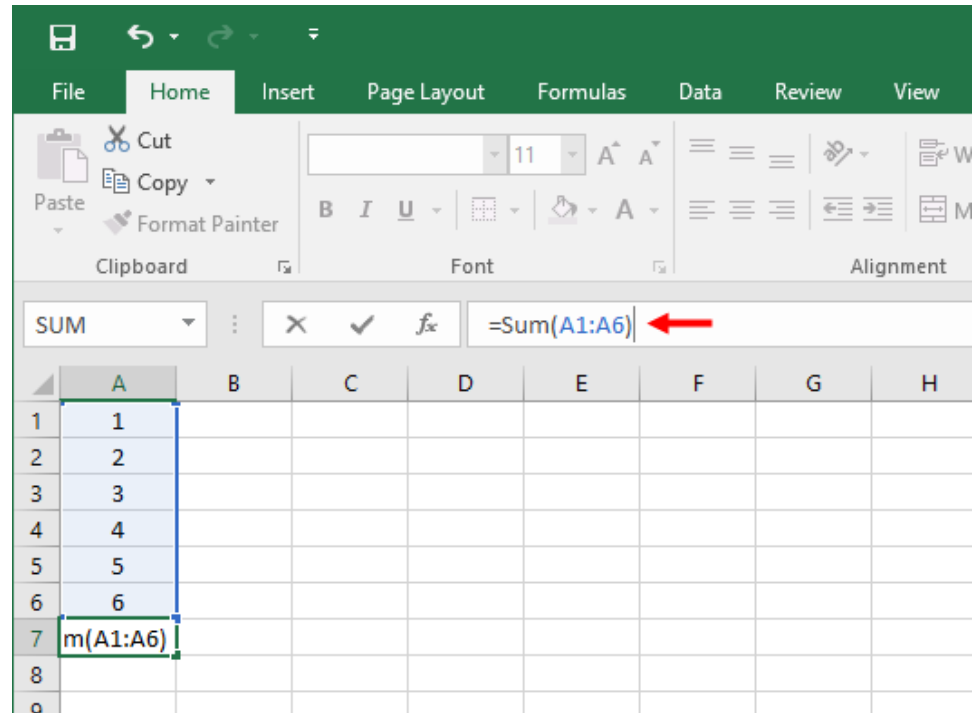 File Home Insert Page Layout Formulas Data Review View
Cut
Copy
Paste
Format Painter
11 A A
B I U A
W
M
Clipboard Font Alignment
SUM fx =Sum(A1:A6)
A B C D E F G H
1 1
2 2
3 3
4 4
5 5
6 6
7 m(A1:A6)
8
9